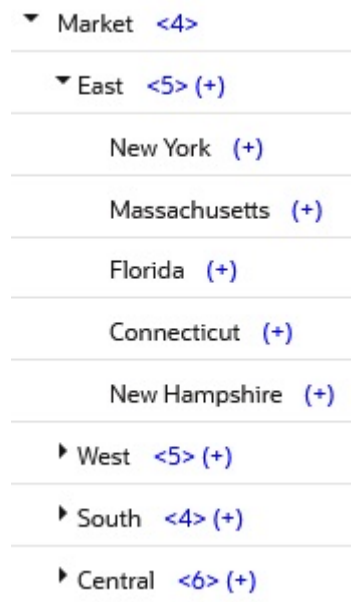 Market <4>
East <5> (+)
New York (+)
Massachusetts (+)
Florida (+)
Connecticut (+)
New Hampshire (+)
West <5> (+)
South <4> (+)
Central <6> (+)